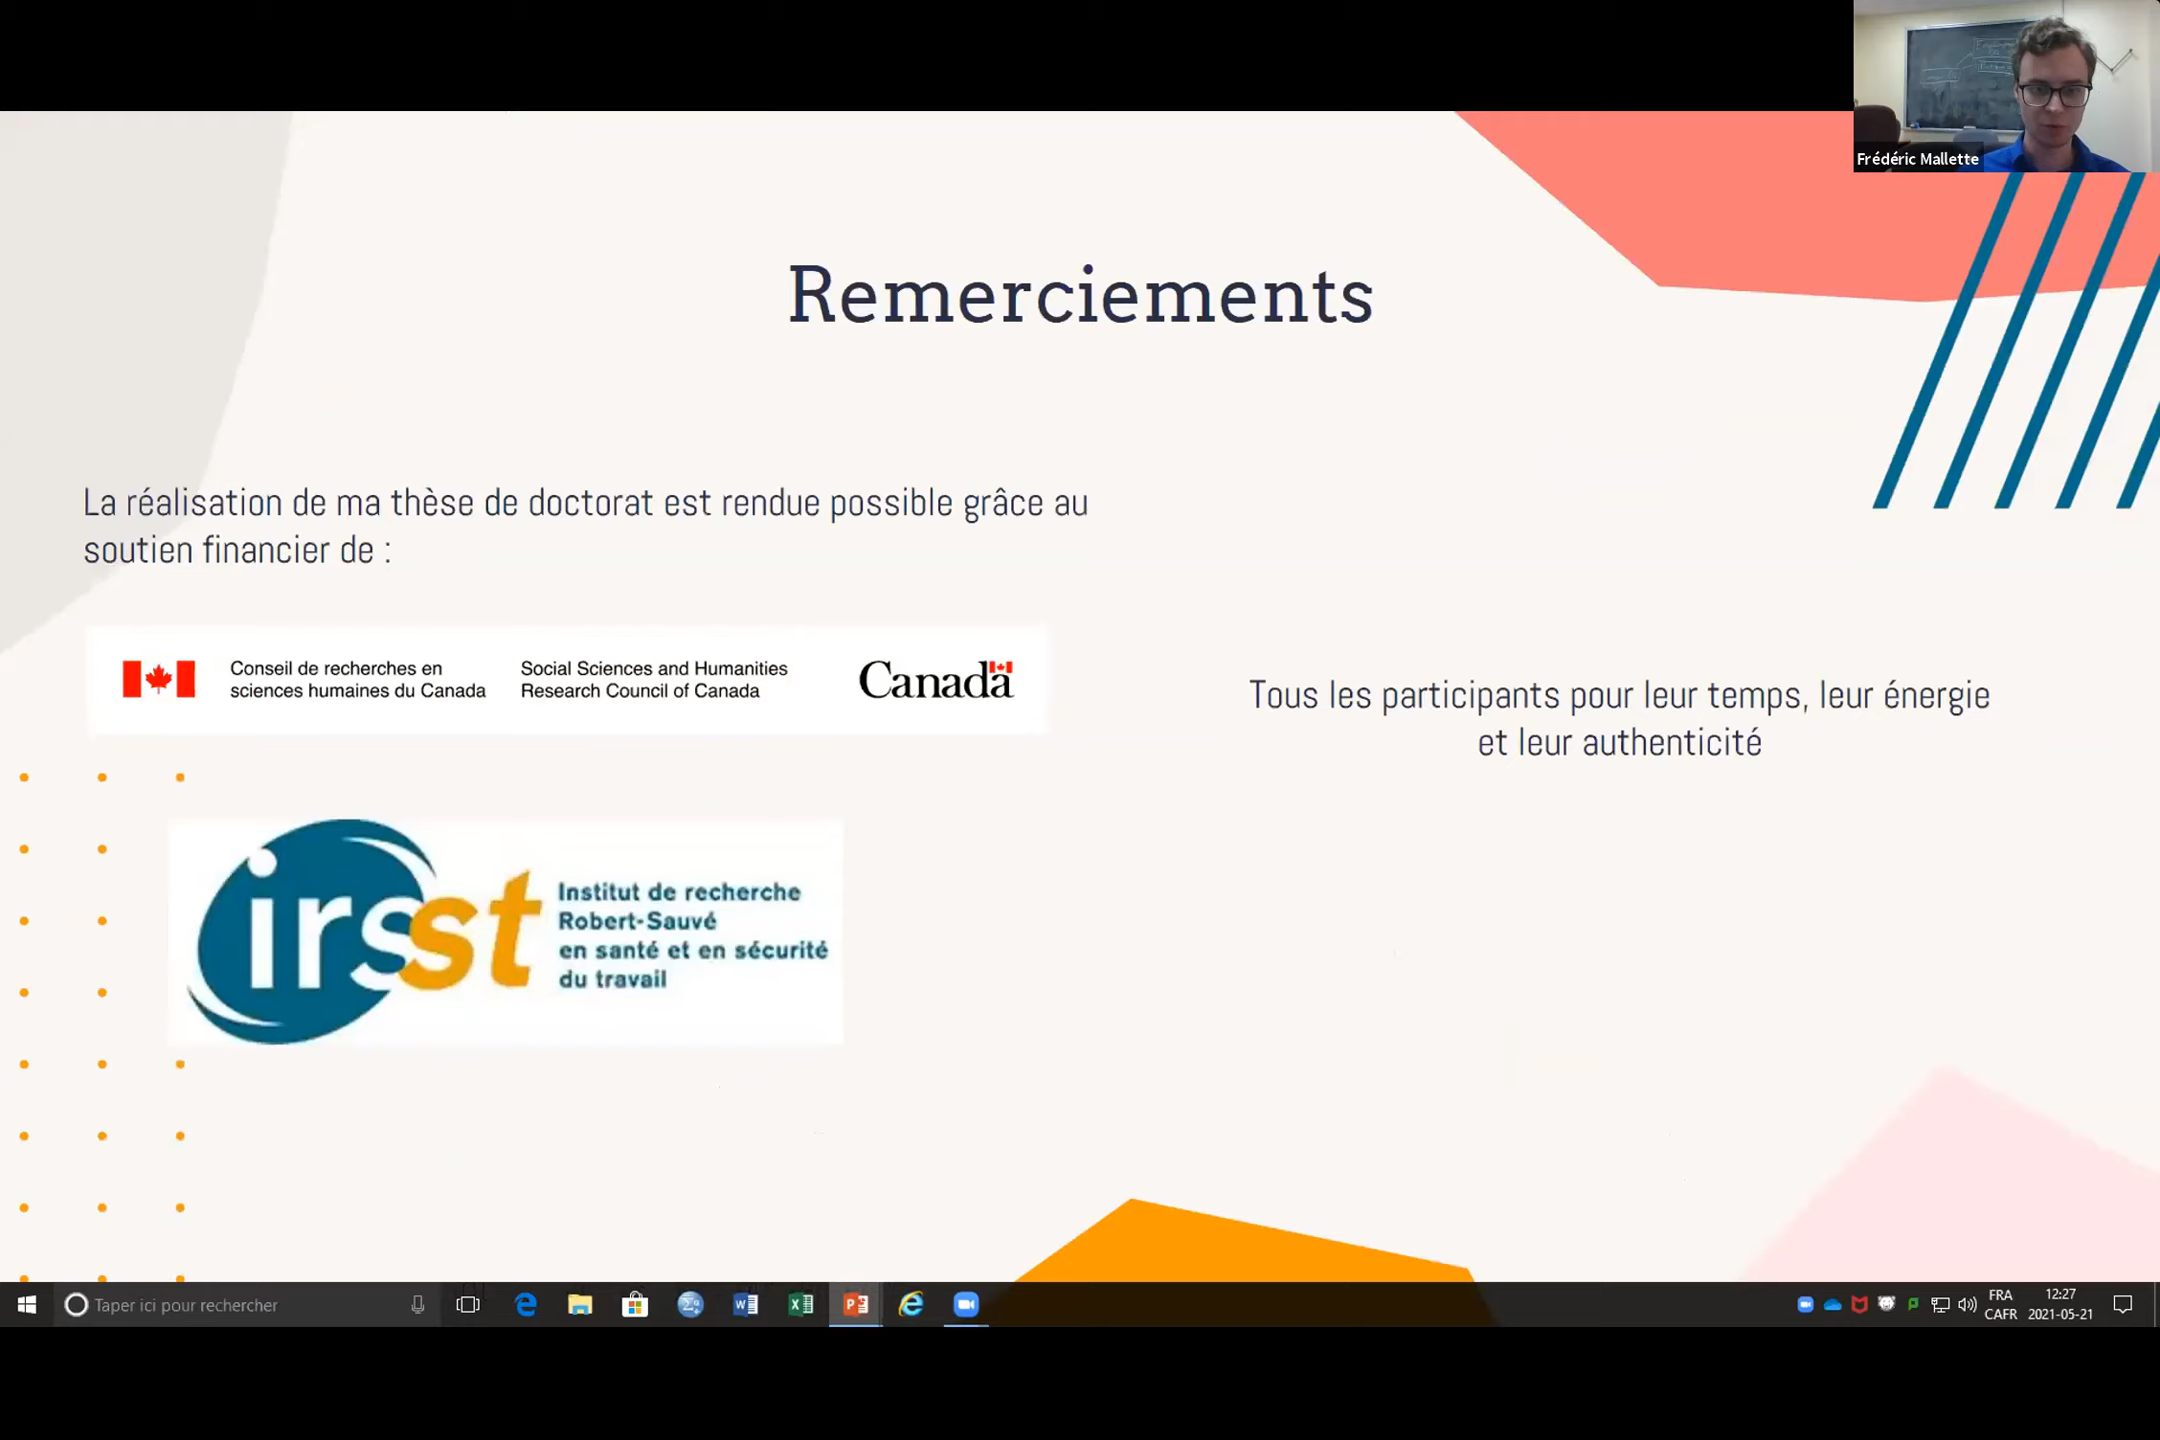 Frédéric Mallette
Remerciements
La réalisation de ma thèse de doctorat est rendue possible grâce au
soutien financier de :
Conseil de recherches en
sciences humaines du Canada
Social Sciences and Humanities
Research Council of Canada
Canada
Tous les participants pour leur temps, leur énergie
et leur authenticité
irsst
Institut de recherche
Robert-Sauvé
en santé et en sécurité
du travail
Taper ici pour rechercher
FRA
CAFR
12:27
2021-05-21